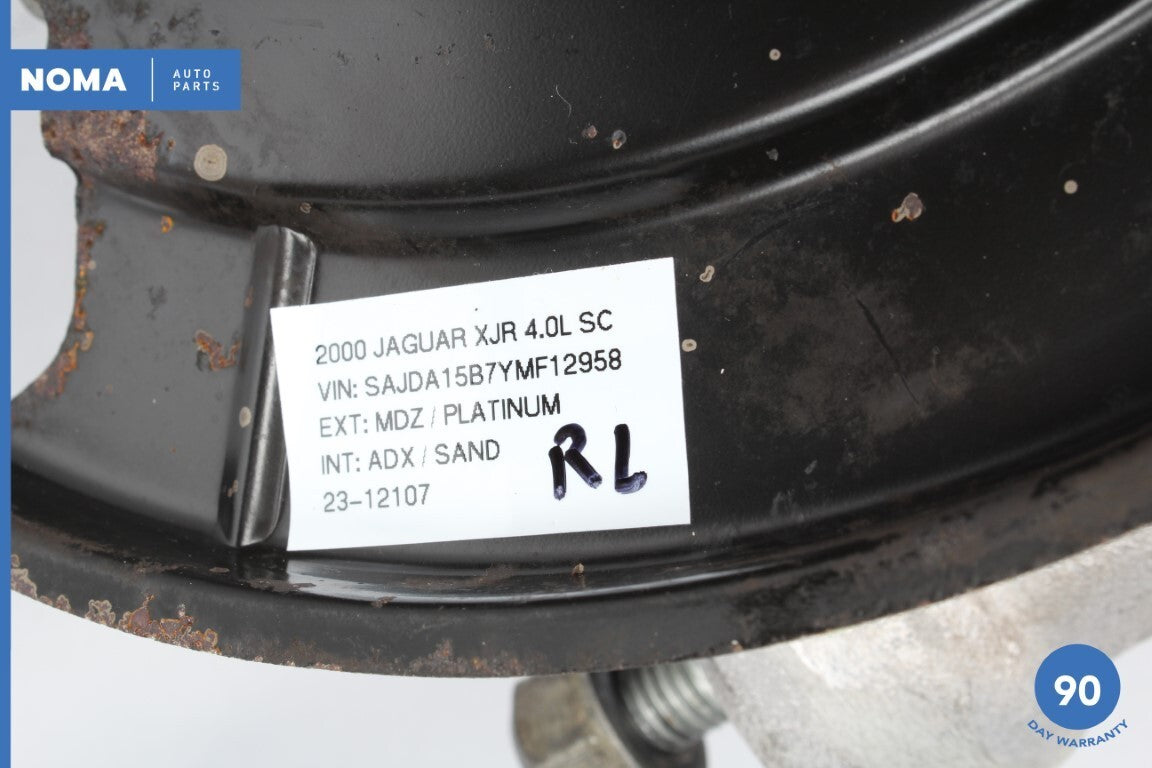 NOMA
AUTO
PARTS
2000 JAGUAR XJR 4.0L SC
VIN: SAJDA15B7YMF12958
EXT: MDZ / PLATINUM
INT: ADX / SAND
23-12107
RL
90
DAY WARRANTY